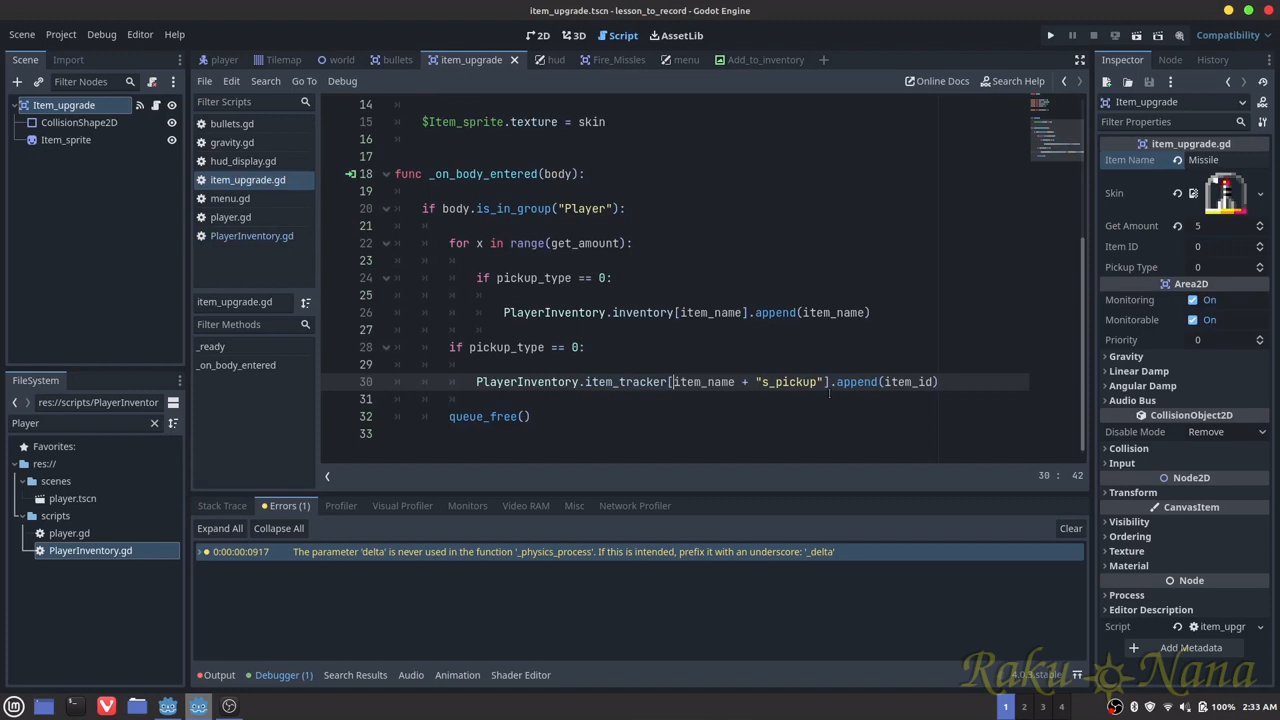 item_upgrade.tscn - lesson_to_record - Godot Engine
Scene Project Debug Editor Help
2D 3D Script AssetLib
Compatibility
Scene Import
player Tilemap world bullets item_upgrade hud Fire_Missles menu Add_to_inventory
Inspector Node History
Filter Nodes
File Edit Search Go To Debug
Online Docs Search Help
Item_upgrade
CollisionShape2D
Item_sprite
Filter Scripts
bullets.gd
gravity.gd
hud_display.gd
item_upgrade.gd
menu.gd
player.gd
PlayerInventory.gd
item_upgrade.gd
Filter Methods
_ready
_on_body_entered
14
15 $Item_sprite.texture = skin
16
17
18 func _on_body_entered(body):
19
20 if body.is_in_group("Player"):
21
22 for x in range(get_amount):
23
24 if pickup_type == 0:
25
26 PlayerInventory.inventory[item_name].append(item_name)
27
28 if pickup_type == 0:
29
30 PlayerInventory.item_tracker[item_name + "s_pickup"].append(item_id)
31
32 queue_free()
33
30 : 42
Item_upgrade
Filter Properties
item_upgrade.gd
Item Name Missile
Skin
Get Amount 5
Item ID 0
Pickup Type 0
Area2D
Monitoring On
Monitorable On
Priority 0
Gravity
Linear Damp
Angular Damp
Audio Bus
CollisionObject2D
Disable Mode Remove
Collision
Input
Node2D
Transform
CanvasItem
Visibility
Ordering
Texture
Material
Node
Process
Editor Description
Script item_upgr
Add Metadata
FileSystem
res://scripts/PlayerInventor
Player
Favorites:
res://
scenes
player.tscn
scripts
player.gd
PlayerInventory.gd
Stack Trace Errors (1) Profiler Visual Profiler Monitors Video RAM Misc Network Profiler
Expand All Collapse All Clear
0:00:00:0917 The parameter 'delta' is never used in the function '_physics_process'. If this is intended, prefix it with an underscore: '_delta'
Output Debugger (1) Search Results Audio Animation Shader Editor 4.0.3.stable
Raku Nana
1 2 3 4
100% 2:33 AM